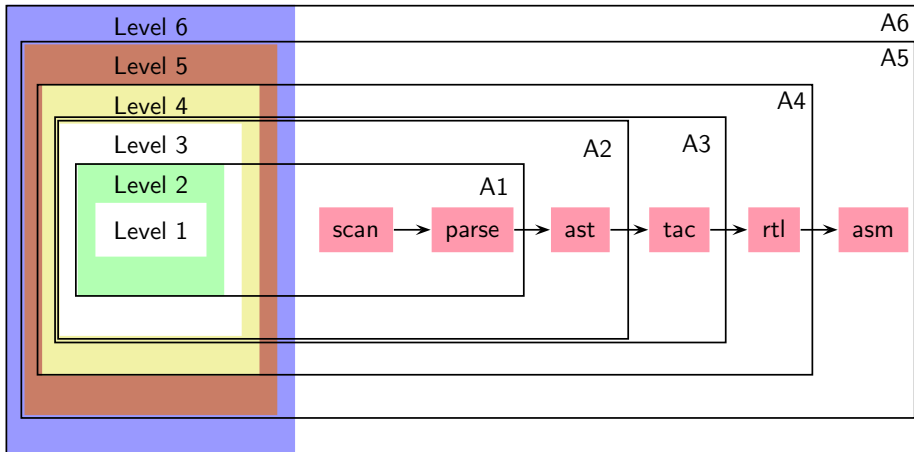 Level 6
A6
Level 5
A5
Level 4
A4
Level 3
A3
A2
Level 2
A1
Level 1
scan
parse
ast
tac
rtl
asm